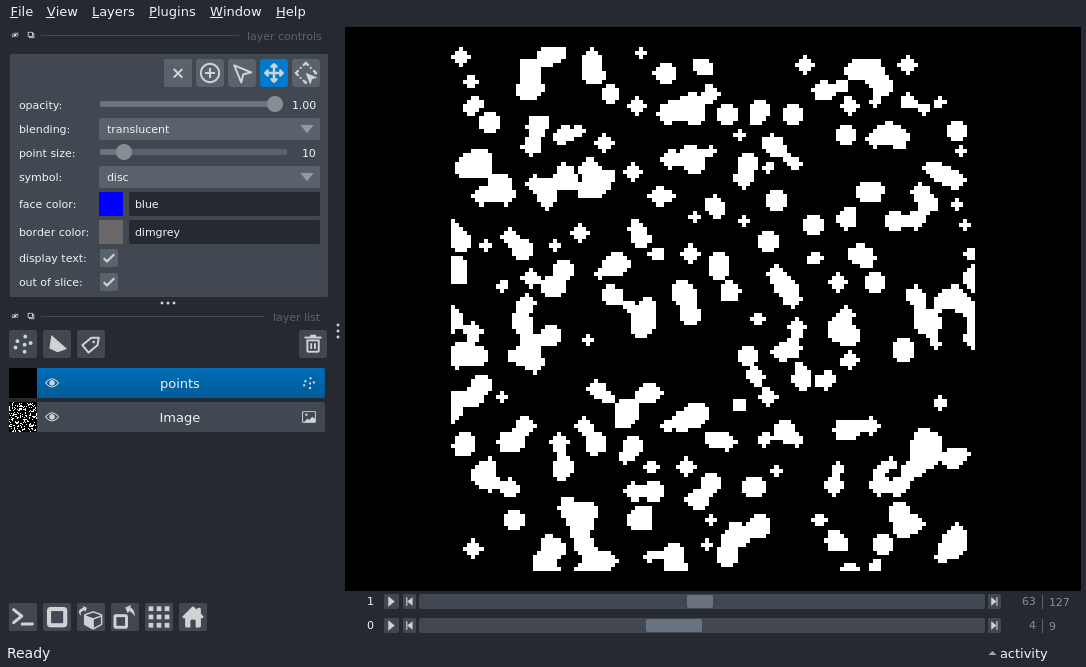 File View Layers Plugins Window Help
layer controls
opacity: 1.00
blending: translucent
point size: 10
symbol: disc
face color: blue
border color: dimgrey
display text:
out of slice:
layer list
points
Image
1 63 127
0 4 9
Ready activity